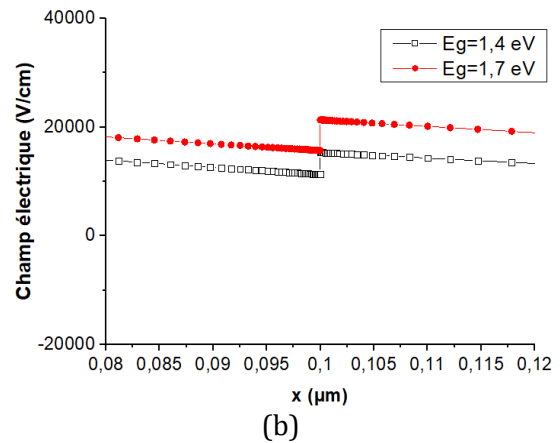 40000
20000
0
-20000
Champ électrique (V/cm)
Eg=1,4 eV
Eg=1,7 eV
0,08 0,085 0,09 0,095 0,1 0,105 0,11 0,115 0,12
x (µm)
(b)